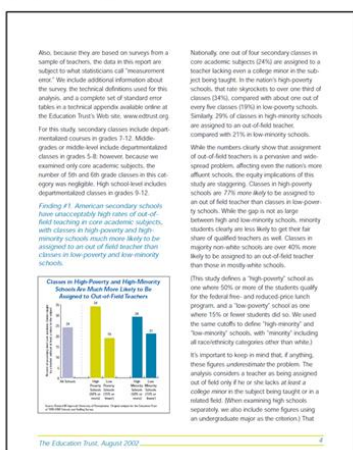 Also, because they are based on surveys from a
sample of teachers, the data in this report are
subject to what statisticians call "measurement
error." We include additional information about
the survey, the technical definitions used for this
analysis, and a complete set of standard error
tables in a technical appendix available online at
the Education Trust's Web site, www.edtrust.org.
For this study, secondary classes include depart-
mentalized courses in grades 7-12. Middle-
grades or middle-level include departmentalized
classes in grades 5-8; however, because we
examined only core academic subjects, the
number of 5th and 6th grade classes in this cat-
egory was negligible. High school-level includes
departmentalized classes in grades 9-12.
Finding #1. American secondary schools
have unacceptably high rates of out-of-
field teaching in core academic subjects,
with classes in high-poverty and high-
minority schools much more likely to be
assigned to an out of field teacher than
classes in low-poverty and low-minority
schools.
Classes in High-Poverty and High-Minority
Schools Are Much More Likely to Be
Assigned to Out-of-Field Teachers
All Schools
High Poverty Schools (50% or more)
Low Poverty Schools
High Minority Schools (50% or more)
Low Minority Schools
Nationally, one out of four secondary classes in
core academic subjects (24%) are assigned to a
teacher lacking even a college minor in the sub-
ject being taught. In the nation's high-poverty
schools, that rate skyrockets to over one third of
classes (34%), compared with about one out of
every five classes (19%) in low-poverty schools.
Similarly, 29% of classes in high-minority schools
are assigned to an out-of-field teacher,
compared with 21% in low-minority schools.
While the numbers clearly show that assignment
of out-of-field teachers is a pervasive and wide-
spread problem, affecting even the nation's more
affluent schools, the equity implications of this
study are staggering. Classes in high-poverty
schools are 77% more likely to be assigned to
an out of field teacher than classes in low-pover-
ty schools. While the gap is not as large
between high and low-minority schools, minority
students clearly are less likely to get their fair
share of qualified teachers as well. Classes in
majority non-white schools are over 40% more
likely to be assigned to an out-of-field teacher
than those in mostly-white schools.
(This study defines a "high-poverty" school as
one where 50% or more of the students qualify
for the federal free- and reduced-price lunch
program, and a "low-poverty" school as one
where 15% or fewer students did so. We used
the same cutoffs to define "high-minority" and
"low-minority" schools, with "minority" including
all race/ethnicity categories other than white.)
It's important to keep in mind that, if anything,
these figures underestimate the problem. The
analysis considers a teacher as being assigned
out of field only if he or she lacks at least a
college minor in the subject being taught or in a
related field. (When examining high schools
separately, we also include some figures using
an undergraduate major as the criterion.) That
The Education Trust, August 2002
4